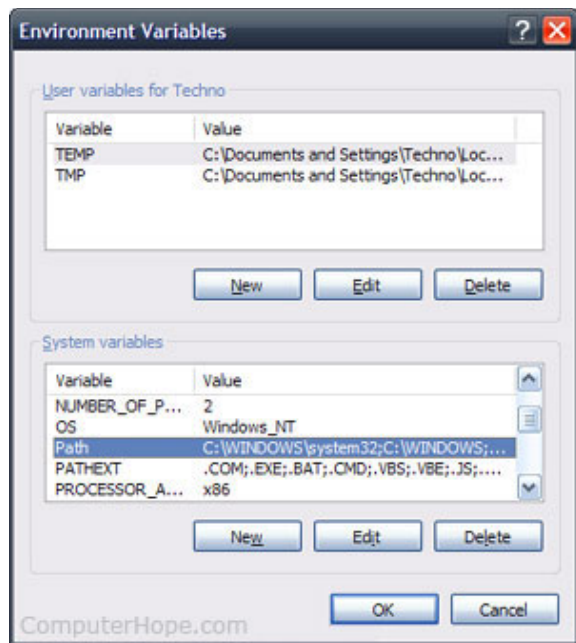 Environment Variables
User variables for Techno
Variable Value
TEMP C:\Documents and Settings\Techno\Loc...
TMP C:\Documents and Settings\Techno\Loc...
New Edit Delete
System variables
Variable Value
NUMBER_OF_P... 2
OS Windows_NT
Path C:\WINDOWS\system32;C:\WINDOWS;...
PATHEXT .COM;.EXE;.BAT;.CMD;.VBS;.VBE;.JS;....
PROCESSOR_A... x86
New Edit Delete
OK Cancel
ComputerHope.com